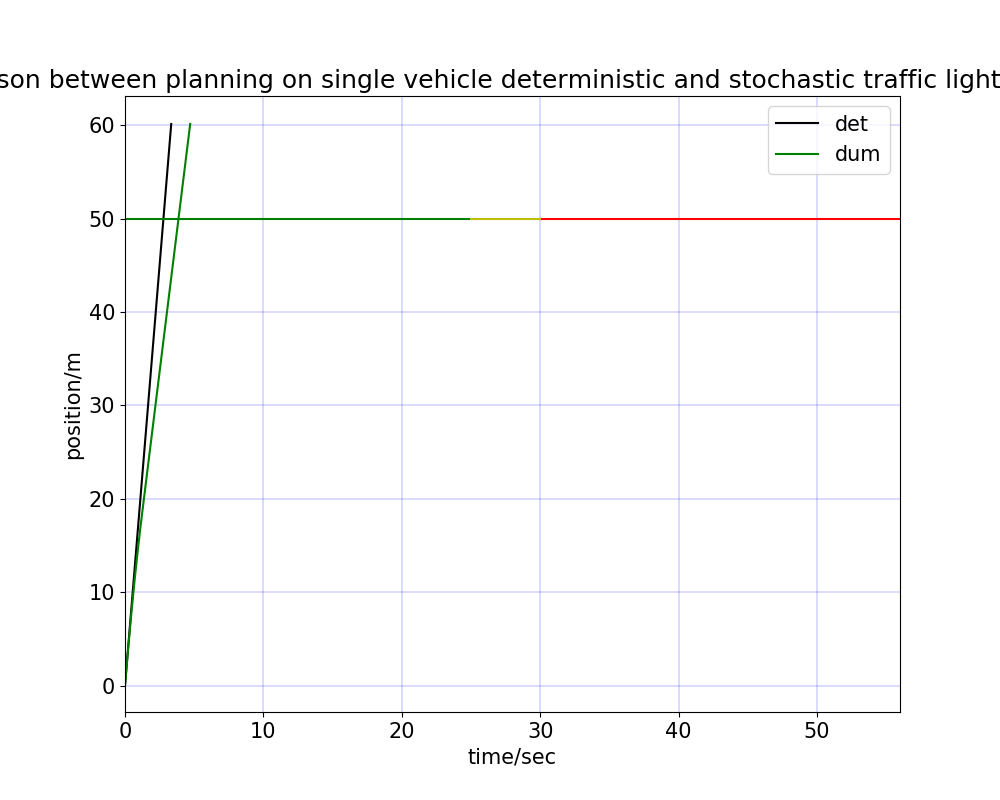 son between planning on single vehicle deterministic and stochastic traffic light
det
dum
60
50
40
30
20
10
0
position/m
0 10 20 30 40 50
time/sec